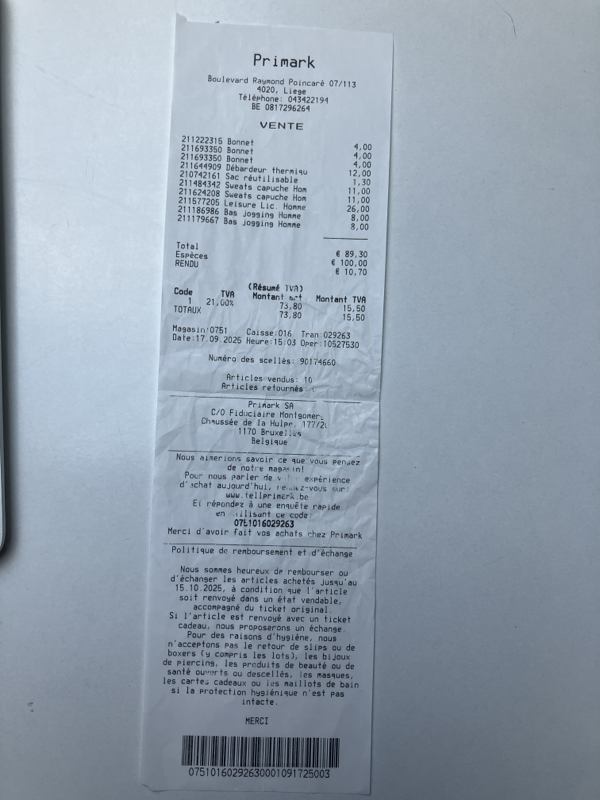 Primark
Boulevard Raymond Poincaré 07/113
4020, Liege
Téléphone: 043422194
BE 0817296264
VENTE
211222315 Bonnet 4,00
211693350 Bonnet 4,00
211693350 Bonnet 4,00
211644909 Débardeur thermiqu 12,00
210742161 Sac réutilisable 1,30
211484342 Sweats capuche Hom 11,00
211624208 Sweats capuche Hom 11,00
211577205 Leisure Lic. Homme 26,00
211186986 Bas jogging Homme 8,00
211179667 Bas jogging Homme 8,00
Total € 89,30
Espèces € 100,00
RENDU € 10,70
(Résumé TVA)
Code TVA Montant net Montant TVA
1 21,00% 73,80 15,50
TOTAUX 73,80 15,50
Magasin:0751 Caisse:016 Tran 029263
Date:17.09.2025 Heure:15:03 Oper:10527530
Numéro des scellés: 90174660
Articles vendus: 10
Articles retournés
Primark SA
C/O Fiduciaire Montgomery
Chaussée de la Hulpe, 177/20
1170 Bruxelles
Belgique
Nous aimerions savoir ce que vous pensez
de notre magasin!
Pour nous parler de expérience
d'achat aujourd'hui, rendez-vous sur:
www.tellprimark.be
Et répondez à une enquête rapide
en utilisant ce code:
0751016029263
Merci d'avoir fait vos achats chez Primark
Politique de remboursement et d'échange
Nous sommes heureux de rembourser ou
d'échanger les articles achetés jusqu'au
15.10.2025, à condition que l'article
soit renvoyé dans un état vendable,
accompagné du ticket original.
Si l'article est renvoyé avec un ticket
cadeau, nous proposerons un échange.
Pour des raisons d'hygiène, nous
n'acceptons pas le retour de slips ou de
boxers (y compris les lots), les bijoux
de piercing, les produits de beauté ou de
santé ouverts ou descellés, les masques,
les cartes cadeaux ou les maillots de bain
si la protection hygiénique n'est pas
intacte.
MERCI
07510160292630001091725003